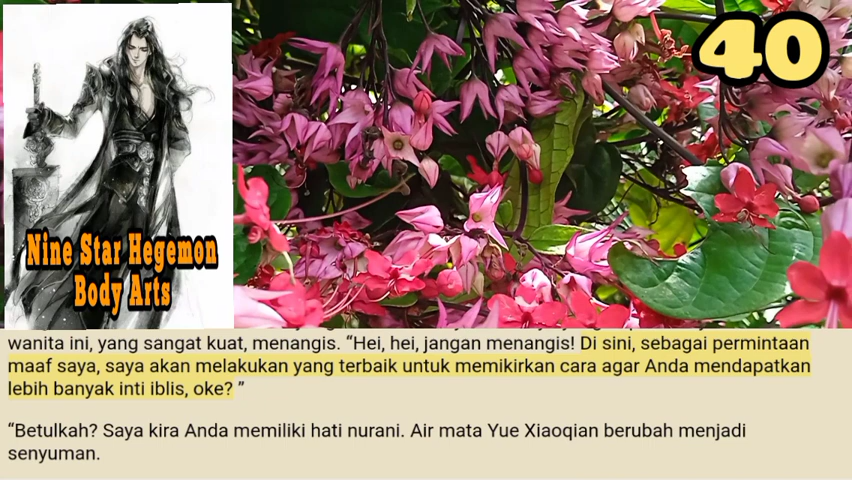 40
Nine Star Hegemon
Body Arts
wanita ini, yang sangat kuat, menangis. “Hei, hei, jangan menangis! Di sini, sebagai permintaan
maaf saya, saya akan melakukan yang terbaik untuk memikirkan cara agar Anda mendapatkan
lebih banyak inti iblis, oke? ”
“Betulkah? Saya kira Anda memiliki hati nurani. Air mata Yue Xiaoqian berubah menjadi
senyuman.